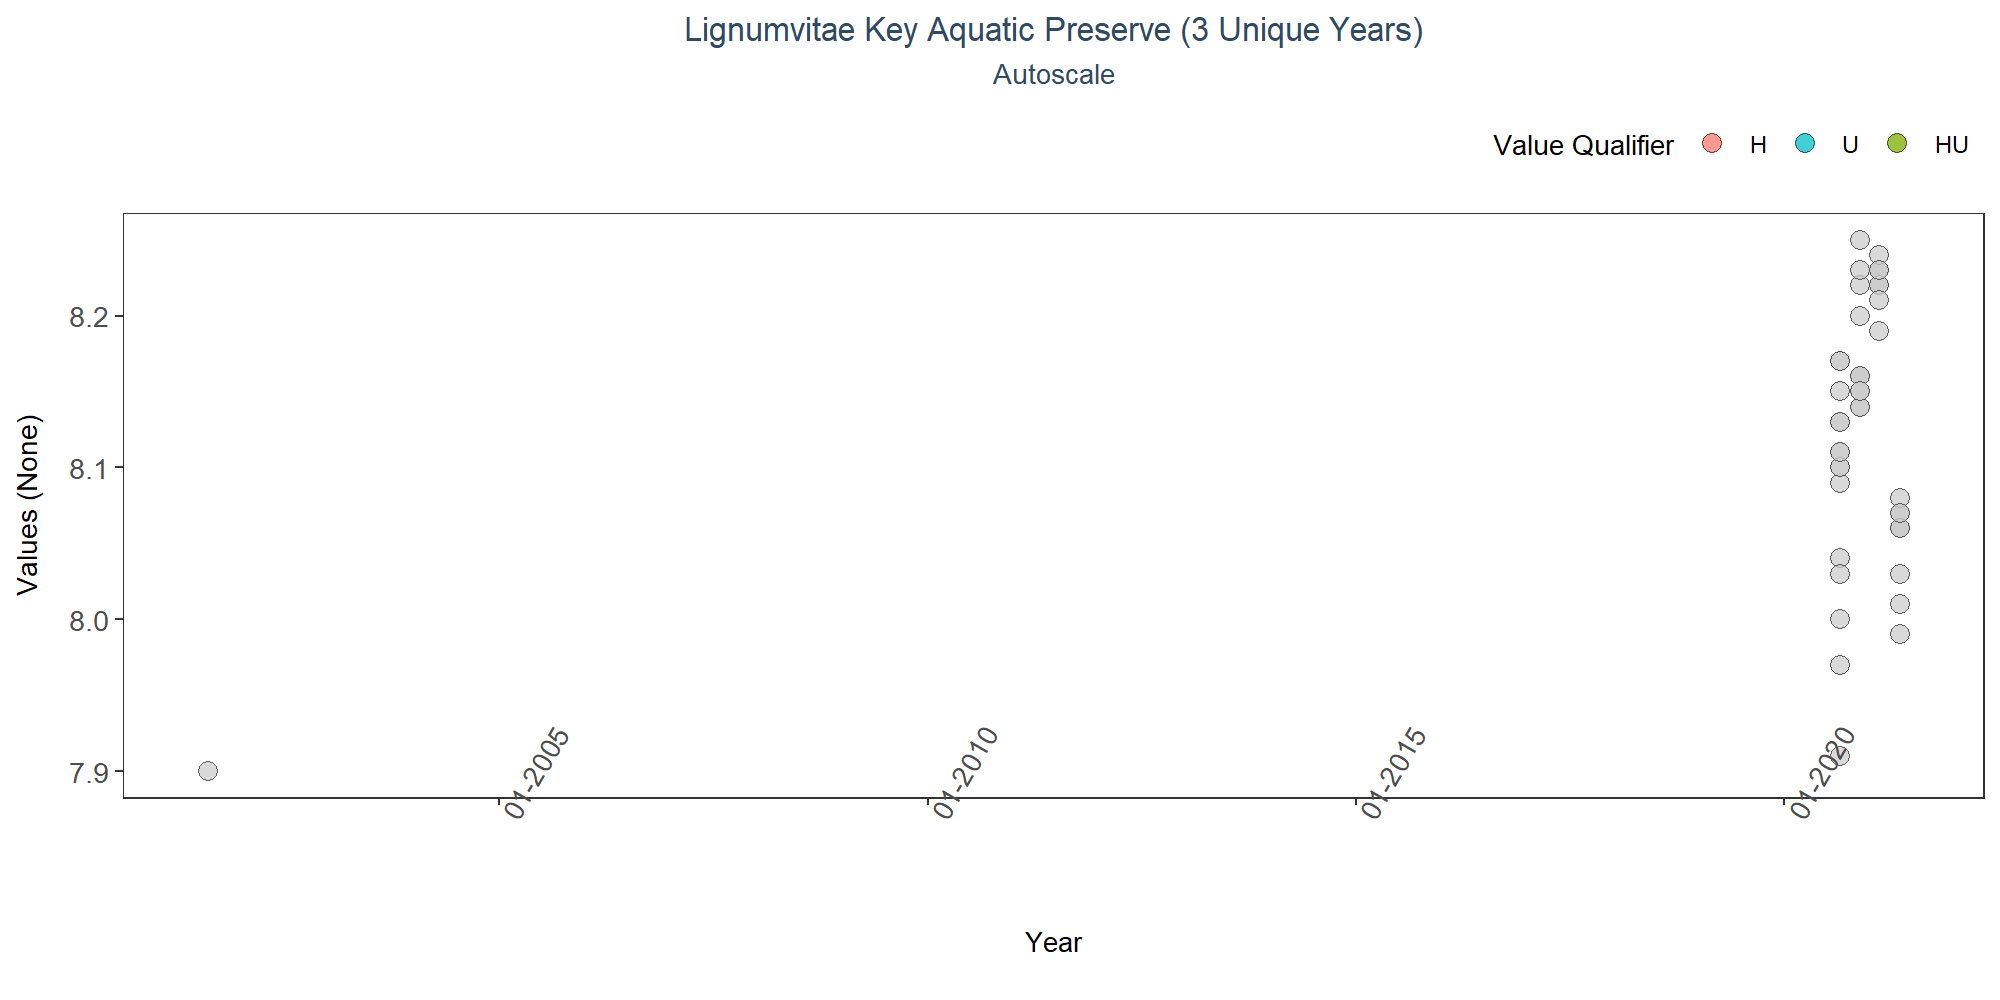 Lignumvitae Key Aquatic Preserve (3 Unique Years)
Autoscale
Value Qualifier H U HU
Values (None)
8.2
8.1
8.0
7.9
01-2005 01-2010 01-2015 01-2020
Year